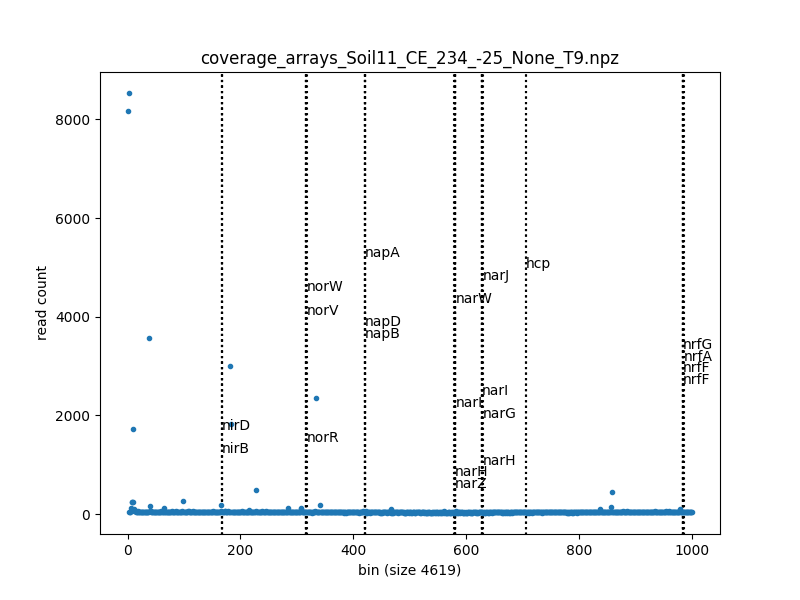 coverage_arrays_Soil11_CE_234_-25_None_T9.npz
8000
6000
4000
2000
0
read count
napA
hcp
narJ
norW
narW
norV
napD
napB
nrfG
nrfA
nrfF
nrfF
narI
narG
nirD
norR
nirB
narH
narH
narZ
0
200
400
600
800
1000
bin (size 4619)